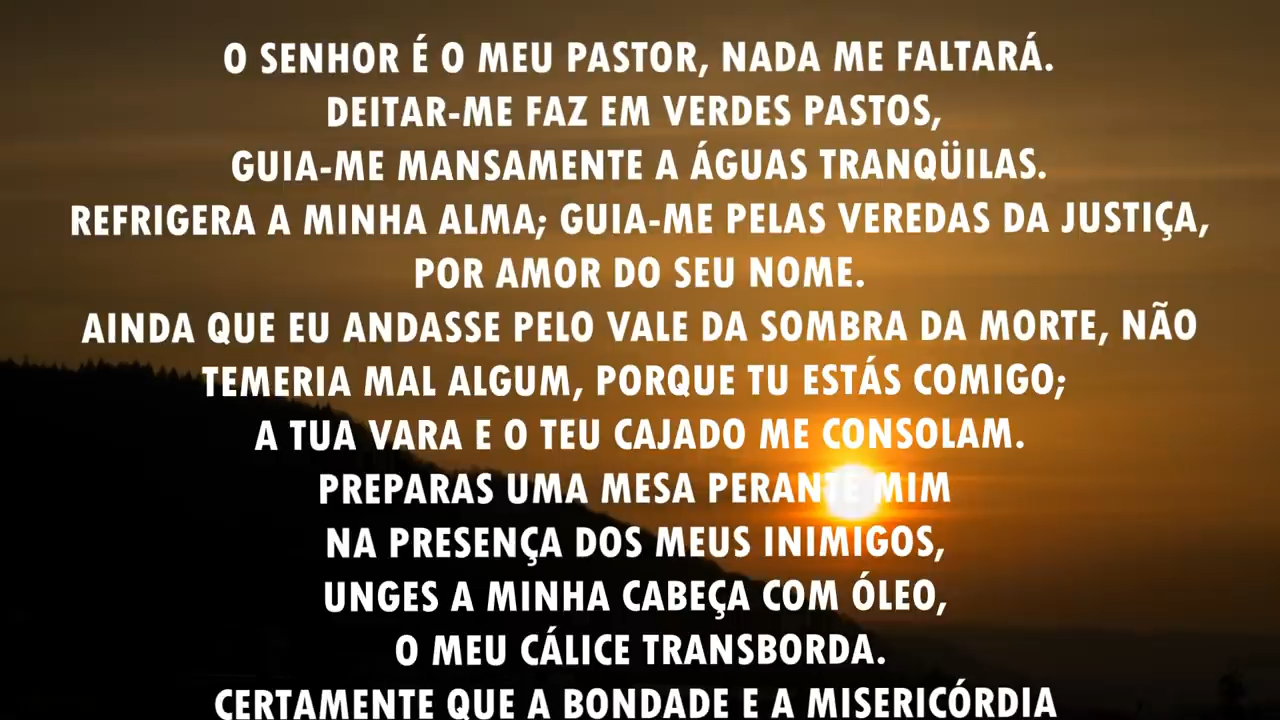 O SENHOR É O MEU PASTOR, NADA ME FALTARÁ.
DEITAR-ME FAZ EM VERDES PASTOS,
GUIA-ME MANSAMENTE A ÁGUAS TRANQÜILAS.
REFRIGERA A MINHA ALMA; GUIA-ME PELAS VEREDAS DA JUSTIÇA,
POR AMOR DO SEU NOME.
AINDA QUE EU ANDASSE PELO VALE DA SOMBRA DA MORTE, NÃO
TEMERIA MAL ALGUM, PORQUE TU ESTÁS COMIGO;
A TUA VARA E O TEU CAJADO ME CONSOLAM.
PREPARAS UMA MESA PERANTE MIM
NA PRESENÇA DOS MEUS INIMIGOS,
UNGES A MINHA CABEÇA COM ÓLEO,
O MEU CÁLICE TRANSBORDA.
CERTAMENTE QUE A BONDADE E A MISERICÓRDIA